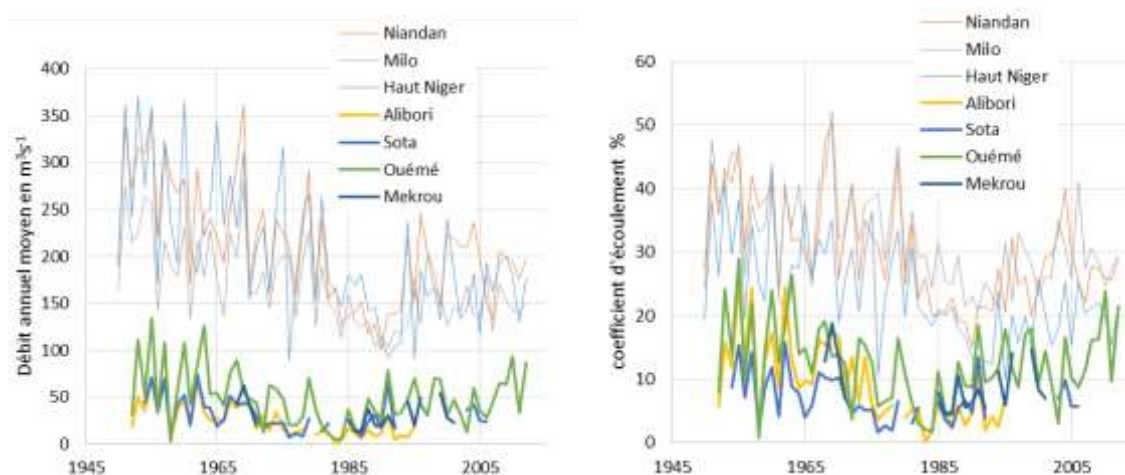 Niandan
Milo
Haut Niger
Alibori
Sota
Ouémé
Mekrou
Débit annuel moyen en m³s⁻¹
400
350
300
250
200
150
100
50
0
1945
1965
1985
2005
Niandan
Milo
Haut Niger
Alibori
Sota
Ouémé
Mekrou
coefficient d'écoulement %
60
50
40
30
20
10
0
1945
1965
1985
2005